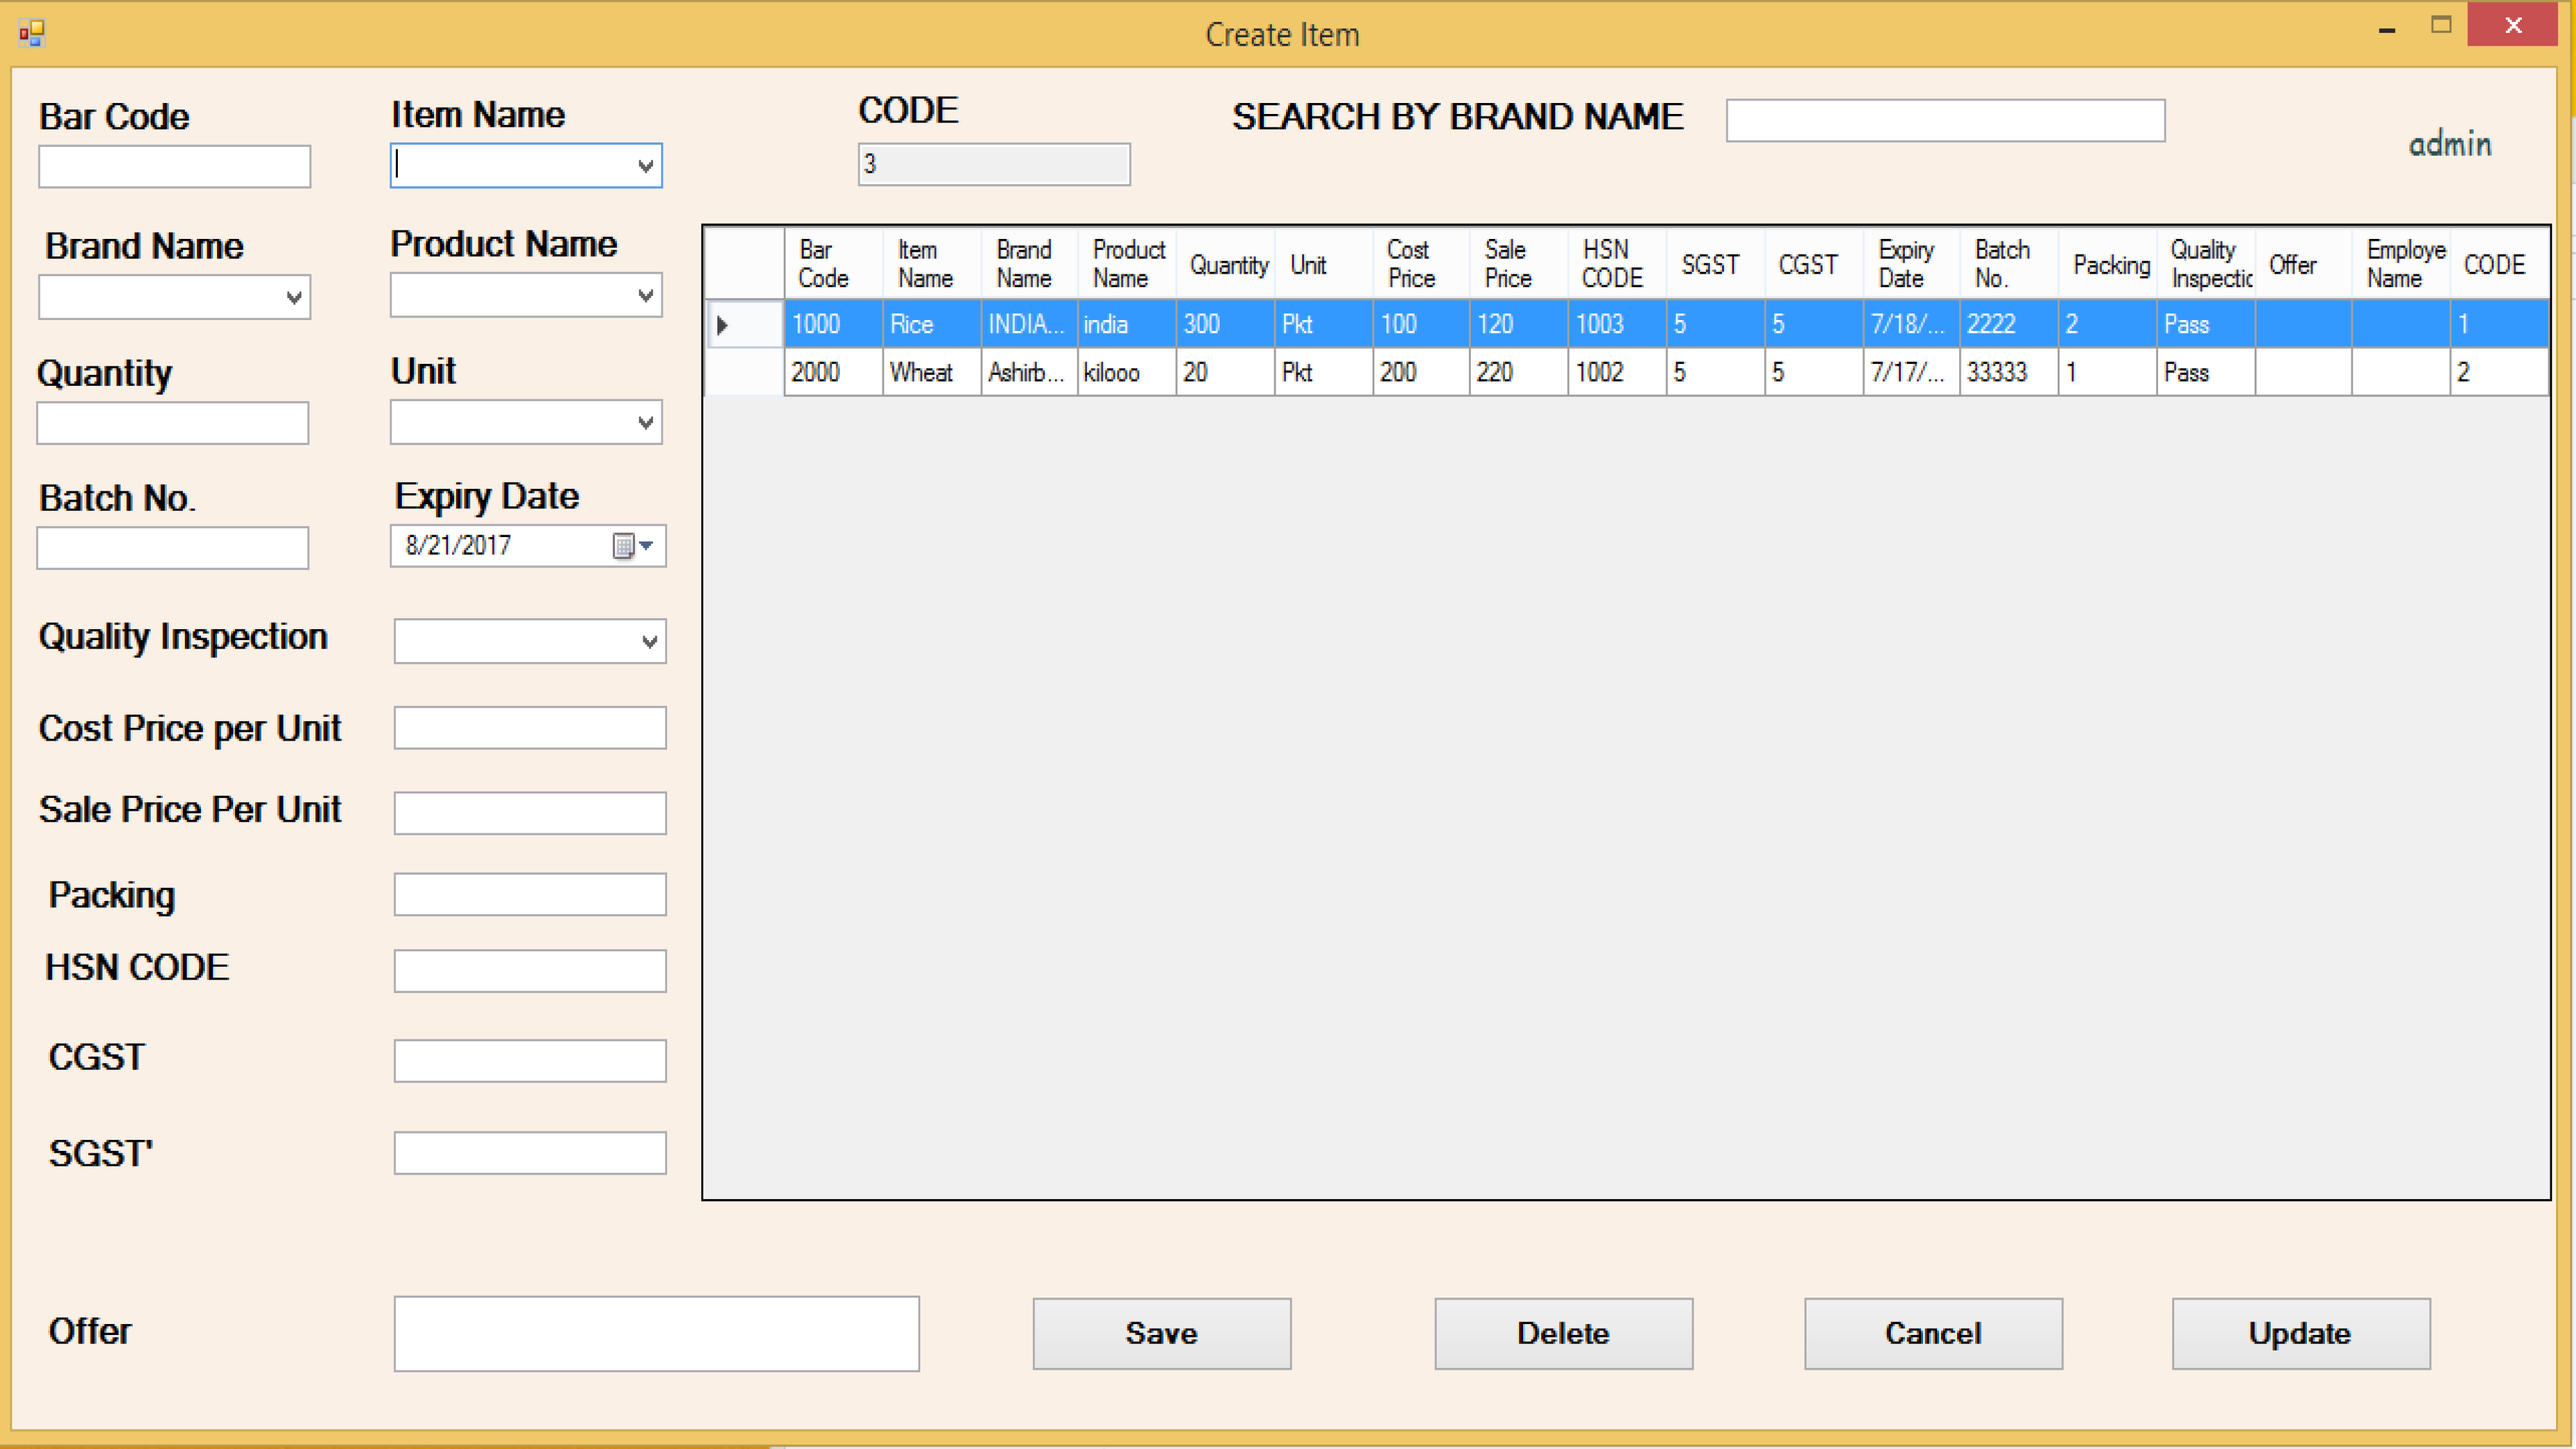 Create Item
Bar Code
Item Name
CODE
3
SEARCH BY BRAND NAME
admin
Brand Name
Product Name
Quantity
Unit
Batch No.
Expiry Date
8/21/2017
Quality Inspection
Cost Price per Unit
Sale Price Per Unit
Packing
HSN CODE
CGST
SGST'
Bar Code Item Name Brand Name Product Name Quantity Unit Cost Price Sale Price HSN CODE SGST CGST Expiry Date Batch No. Packing Quality Inspectic Offer Employe Name CODE
1000 Rice INDIA... india 300 Pkt 100 120 1003 5 5 7/18/... 2222 2 Pass 1
2000 Wheat Ashirb... kilooo 20 Pkt 200 220 1002 5 5 7/17/... 33333 1 Pass 2
Offer
Save
Delete
Cancel
Update